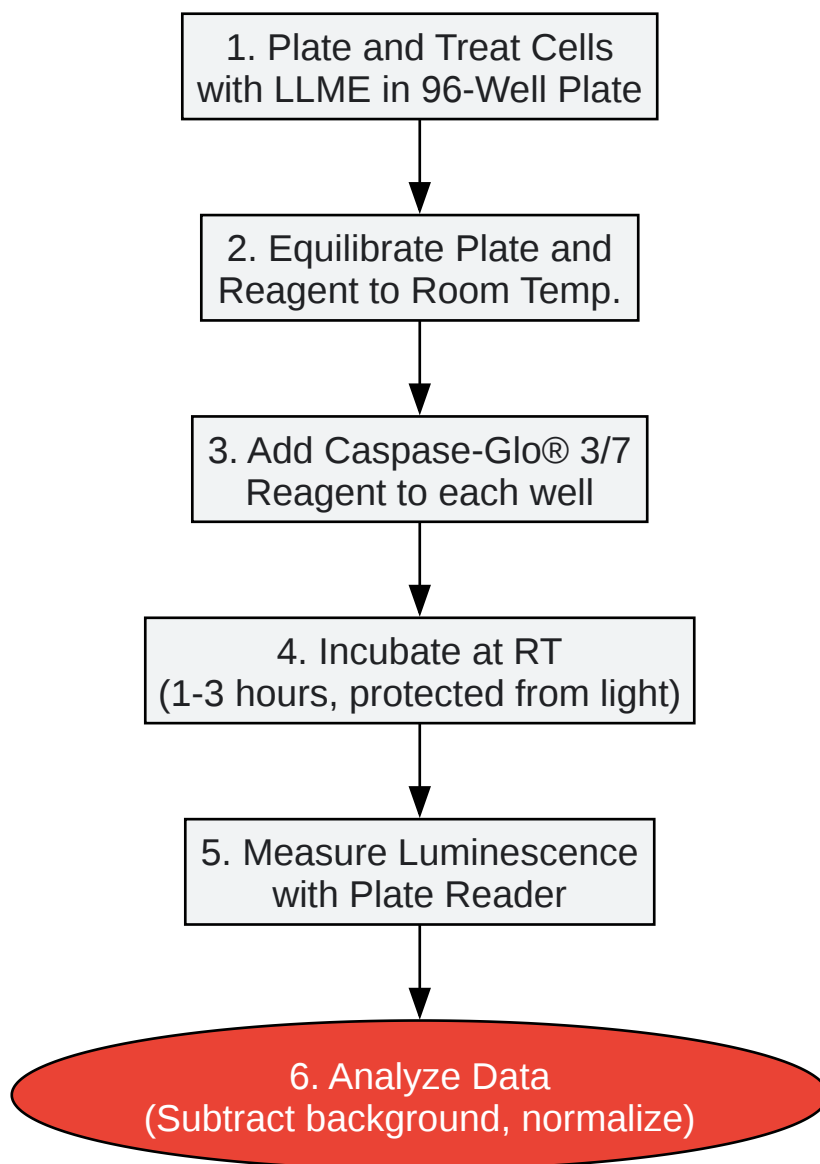 1. Plate and Treat Cells
with LLME in 96-Well Plate
2. Equilibrate Plate and
Reagent to Room Temp.
3. Add Caspase-Glo® 3/7
Reagent to each well
4. Incubate at RT
(1-3 hours, protected from light)
5. Measure Luminescence
with Plate Reader
6. Analyze Data
(Subtract background, normalize)